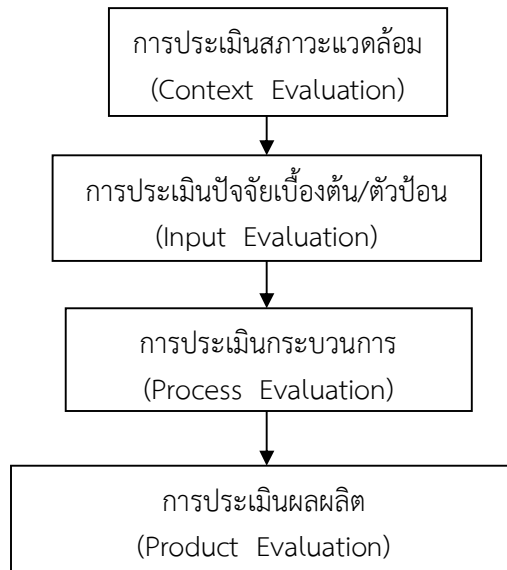 การประเมินสภาวะแวดล้อม
(Context Evaluation)
การประเมินปัจจัยเบื้องต้น/ตัวป้อน
(Input Evaluation)
การประเมินกระบวนการ
(Process Evaluation)
การประเมินผลผลิต
(Product Evaluation)